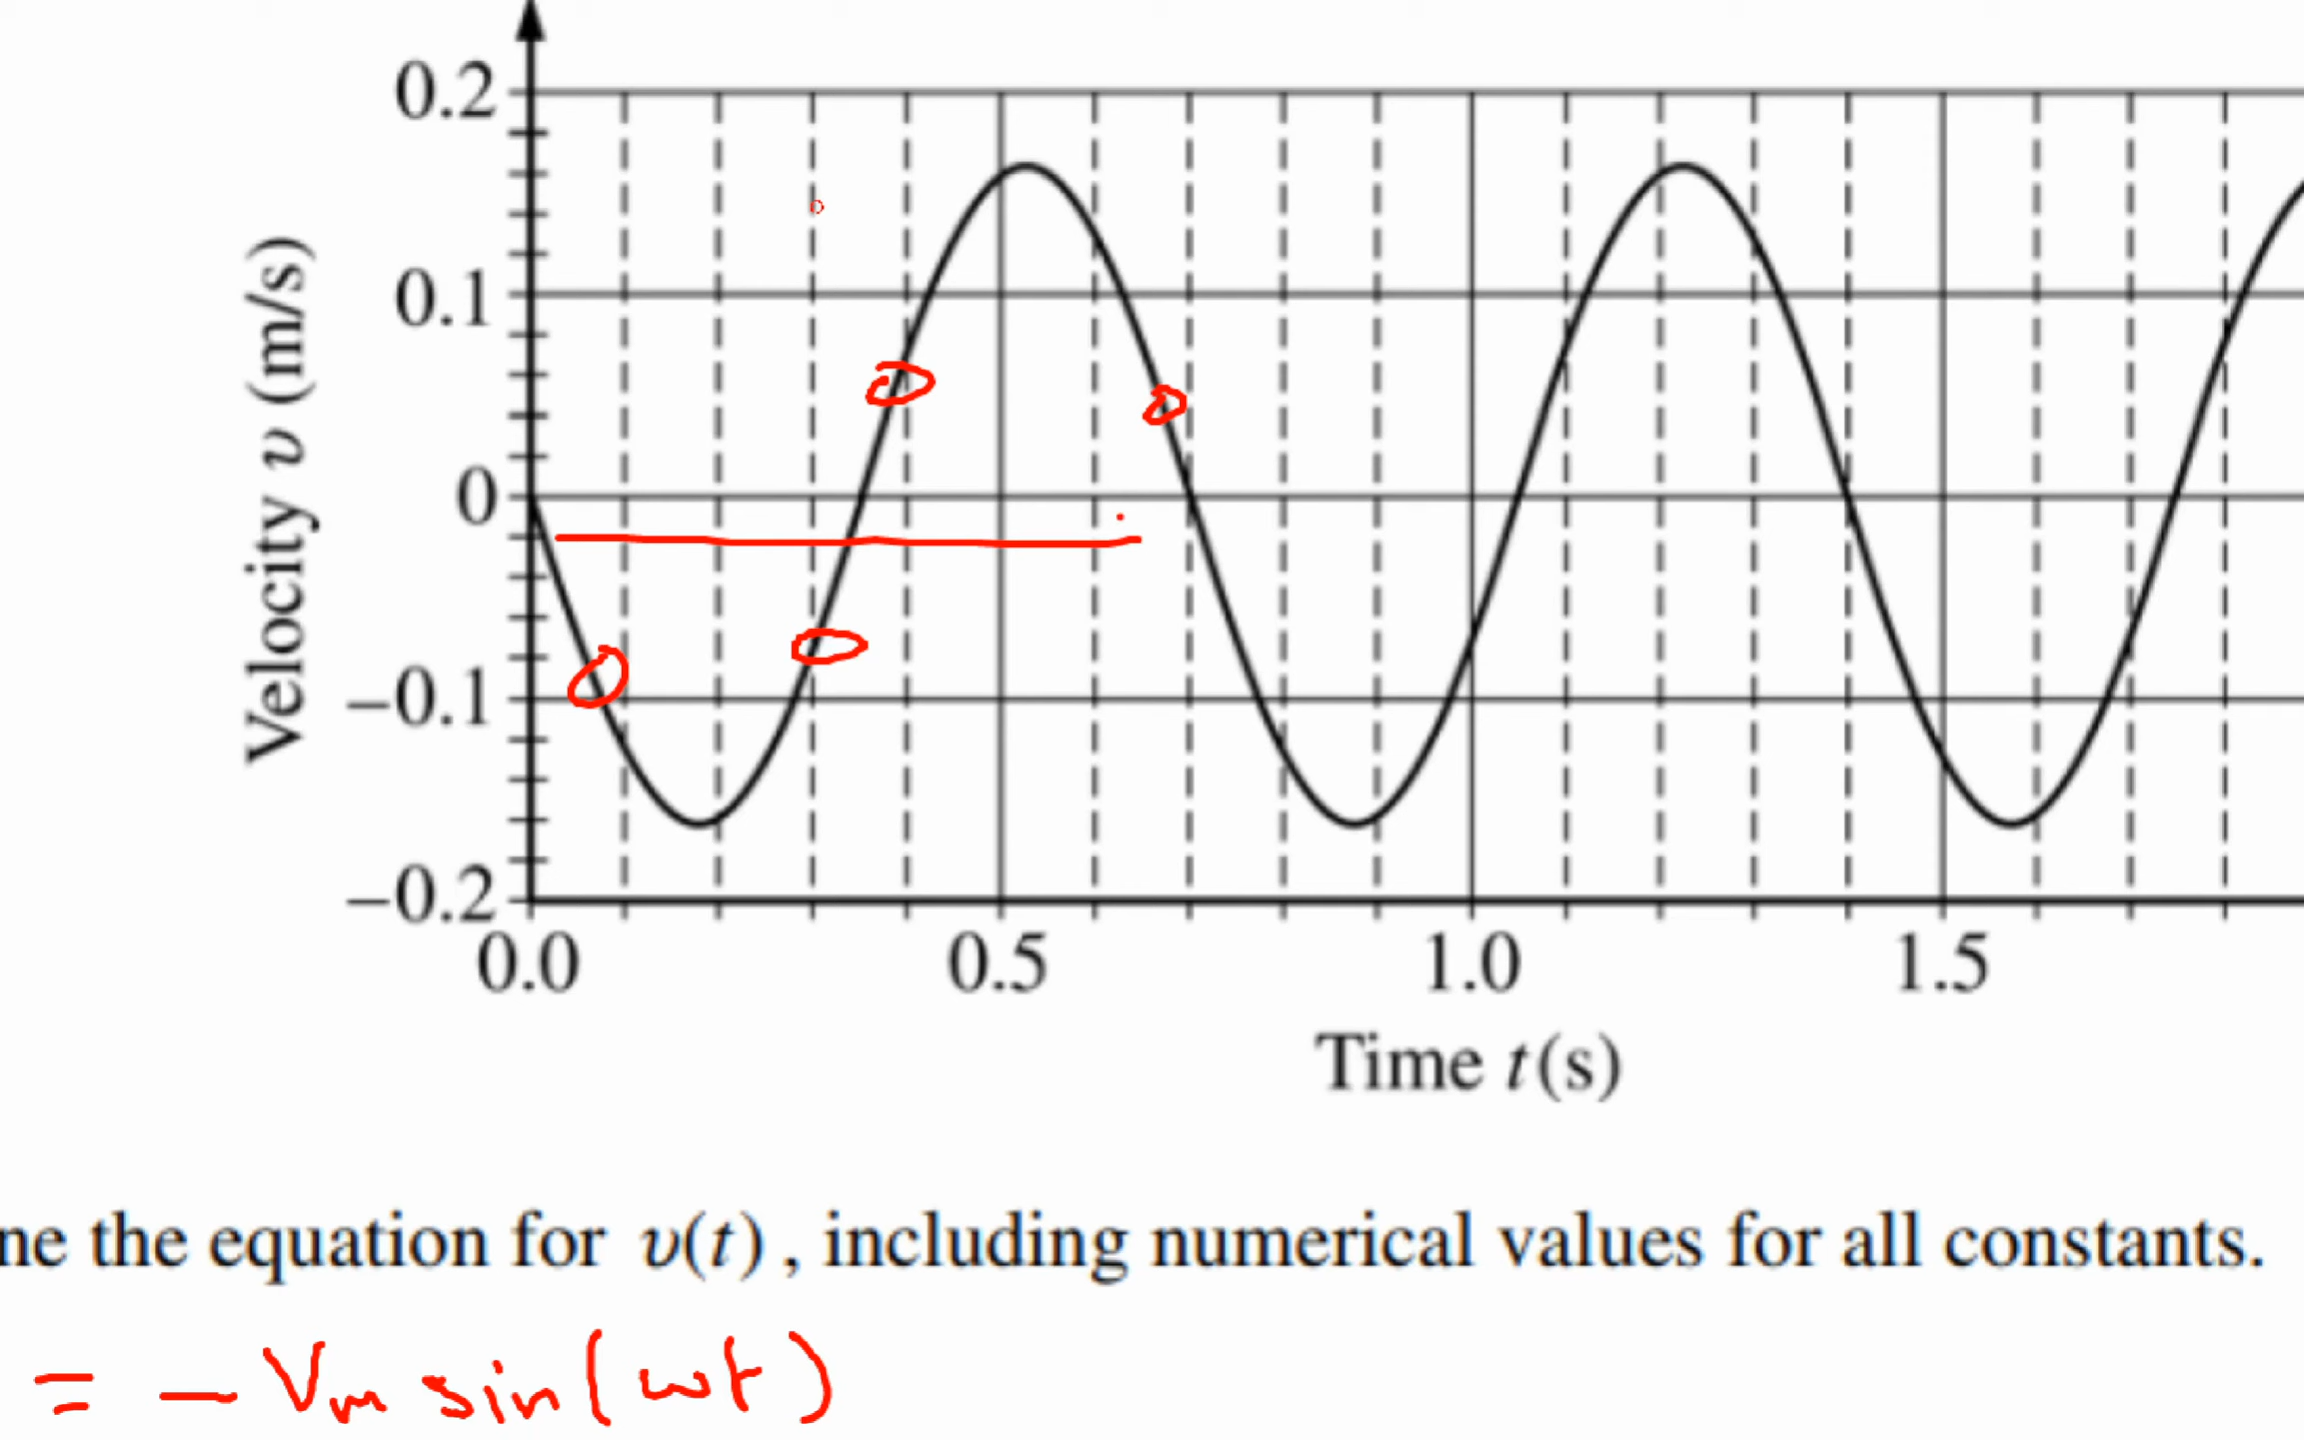 0.2
0.1
0
–0.1
–0.2
Velocity v (m/s)
0.0 0.5 1.0 1.5
Time t(s)
ne the equation for v(t), including numerical values for all constants.
= – Vm sin(ωt)